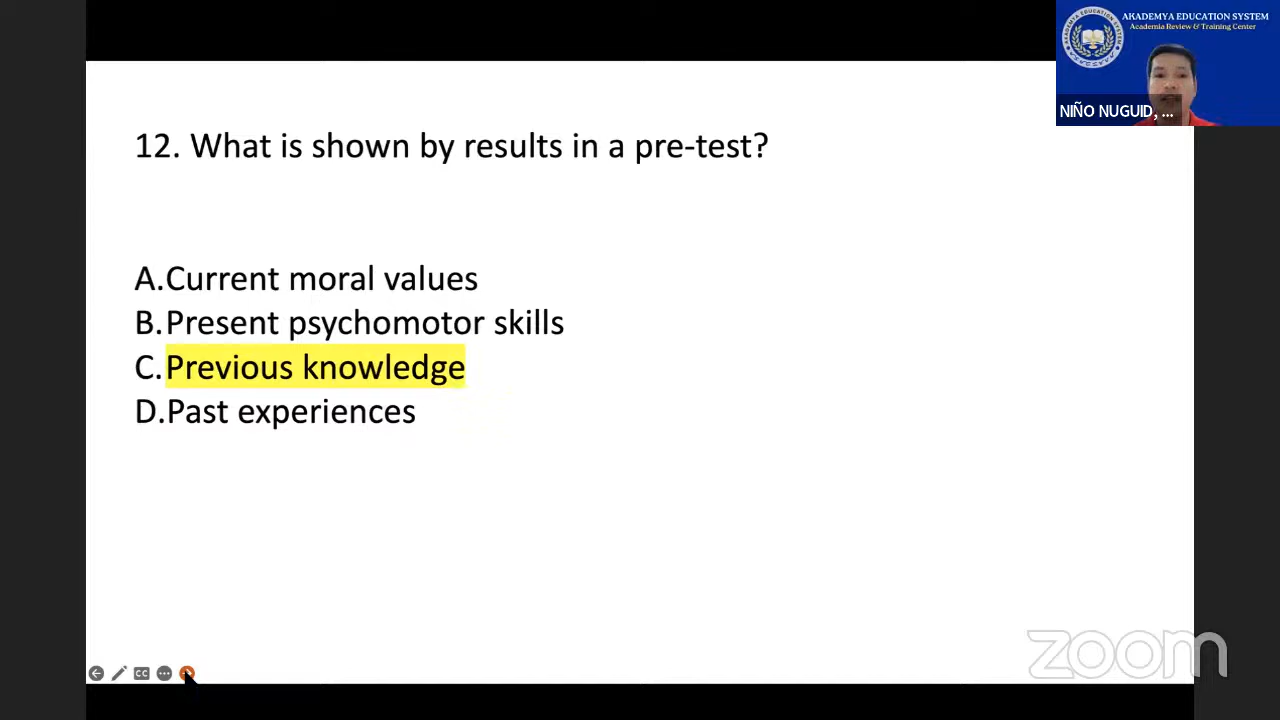 AKADEMYA EDUCATION SYSTEM
Academia Review & Training Center
NIÑO NUGUID, ...
12. What is shown by results in a pre-test?
A.Current moral values
B.Present psychomotor skills
C.Previous knowledge
D.Past experiences
CC
zoom